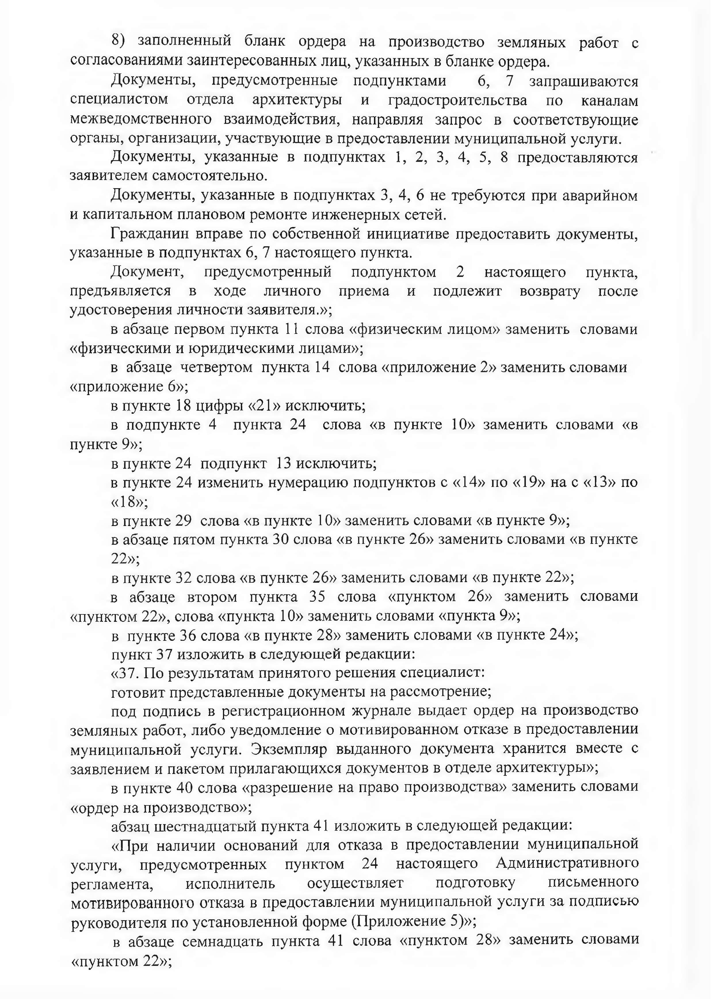 8) заполненный бланк ордера на производство земляных работ с
согласованиями заинтересованных лиц, указанных в бланке ордера.
Документы, предусмотренные подпунктами 6, 7 запрашиваются
специалистом отдела архитектуры и градостроительства по каналам
межведомственного взаимодействия, направляя запрос в соответствующие
органы, организации, участвующие в предоставлении муниципальной услуги.
Документы, указанные в подпунктах 1, 2, 3, 4, 5, 8 предоставляются
заявителем самостоятельно.
Документы, указанные в подпунктах 3, 4, 6 не требуются при аварийном
и капитальном плановом ремонте инженерных сетей.
Гражданин вправе по собственной инициативе предоставить документы,
указанные в подпунктах 6, 7 настоящего пункта.
Документ, предусмотренный подпунктом 2 настоящего пункта,
предъявляется в ходе личного приема и подлежит возврату после
удостоверения личности заявителя.»;
в абзаце первом пункта 11 слова «физическим лицом» заменить словами
«физическими и юридическими лицами»;
в абзаце четвертом пункта 14 слова «приложение 2» заменить словами
«приложение 6»;
в пункте 18 цифры «21» исключить;
в подпункте 4 пункта 24 слова «в пункте 10» заменить словами «в
пункте 9»;
в пункте 24 подпункт 13 исключить;
в пункте 24 изменить нумерацию подпунктов с «14» по «19» на с «13» по
«18»;
в пункте 29 слова «в пункте 10» заменить словами «в пункте 9»;
в абзаце пятом пункта 30 слова «в пункте 26» заменить словами «в пункте
22»;
в пункте 32 слова «в пункте 26» заменить словами «в пункте 22»;
в абзаце втором пункта 35 слова «пунктом 26» заменить словами
«пунктом 22», слова «пункта 10» заменить словами «пункта 9»;
в пункте 36 слова «в пункте 28» заменить словами «в пункте 24»;
пункт 37 изложить в следующей редакции:
«37. По результатам принятого решения специалист:
готовит представленные документы на рассмотрение;
под подпись в регистрационном журнале выдает ордер на производство
земляных работ, либо уведомление о мотивированном отказе в предоставлении
муниципальной услуги. Экземпляр выданного документа хранится вместе с
заявлением и пакетом прилагающихся документов в отделе архитектуры»;
в пункте 40 слова «разрешение на право производства» заменить словами
«ордер на производство»;
абзац шестнадцатый пункта 41 изложить в следующей редакции:
«При наличии оснований для отказа в предоставлении муниципальной
услуги, предусмотренных пунктом 24 настоящего Административного
регламента, исполнитель осуществляет подготовку письменного
мотивированного отказа в предоставлении муниципальной услуги за подписью
руководителя по установленной форме (Приложение 5)»;
в абзаце семнадцать пункта 41 слова «пунктом 28» заменить словами
«пунктом 22»;